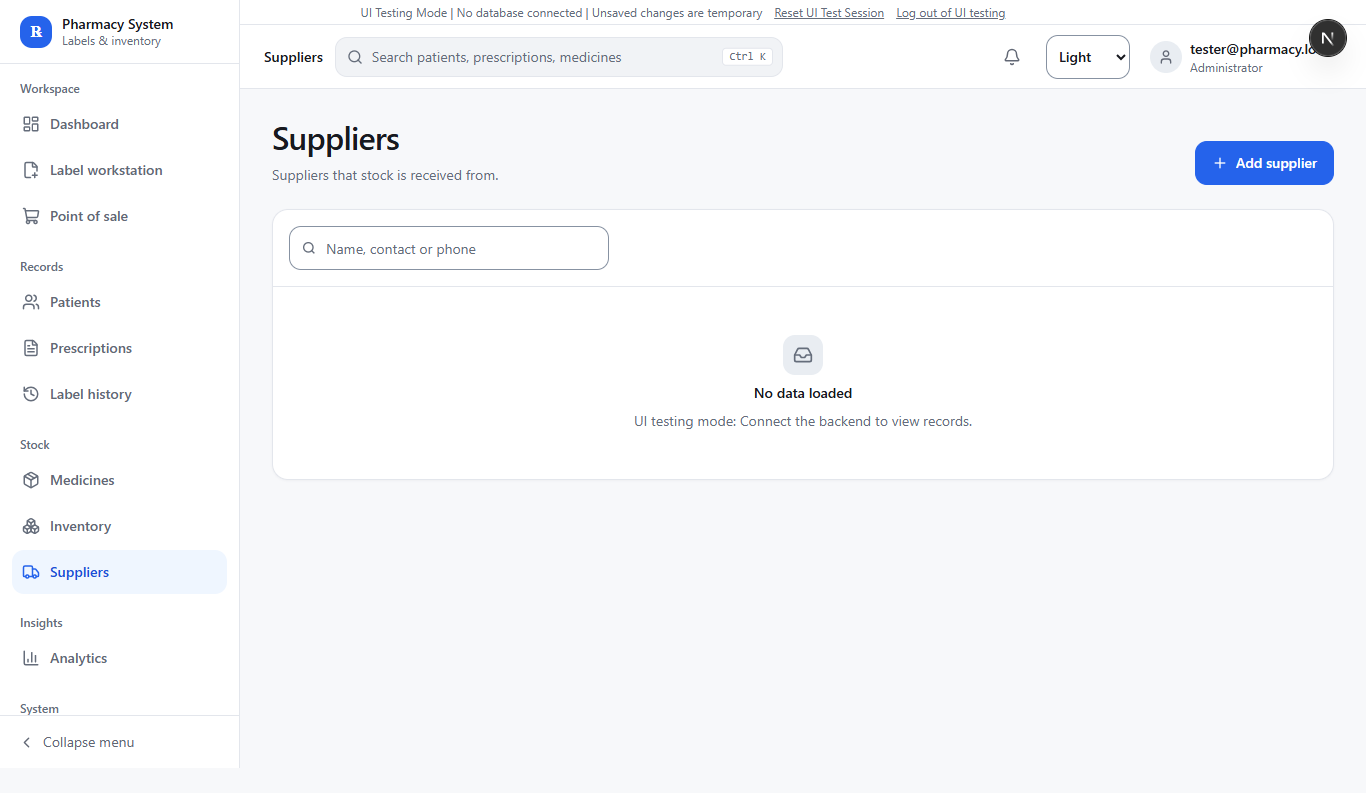 UI Testing Mode | No database connected | Unsaved changes are temporary Reset UI Test Session Log out of UI testing
Pharmacy System
Labels & inventory
Suppliers
Search patients, prescriptions, medicines
Ctrl K
Light
tester@pharmacy.lo
Administrator
N
Workspace
Dashboard
Label workstation
Point of sale
Records
Patients
Prescriptions
Label history
Stock
Medicines
Inventory
Suppliers
Insights
Analytics
System
Collapse menu
Suppliers
Suppliers that stock is received from.
Add supplier
Name, contact or phone
No data loaded
UI testing mode: Connect the backend to view records.